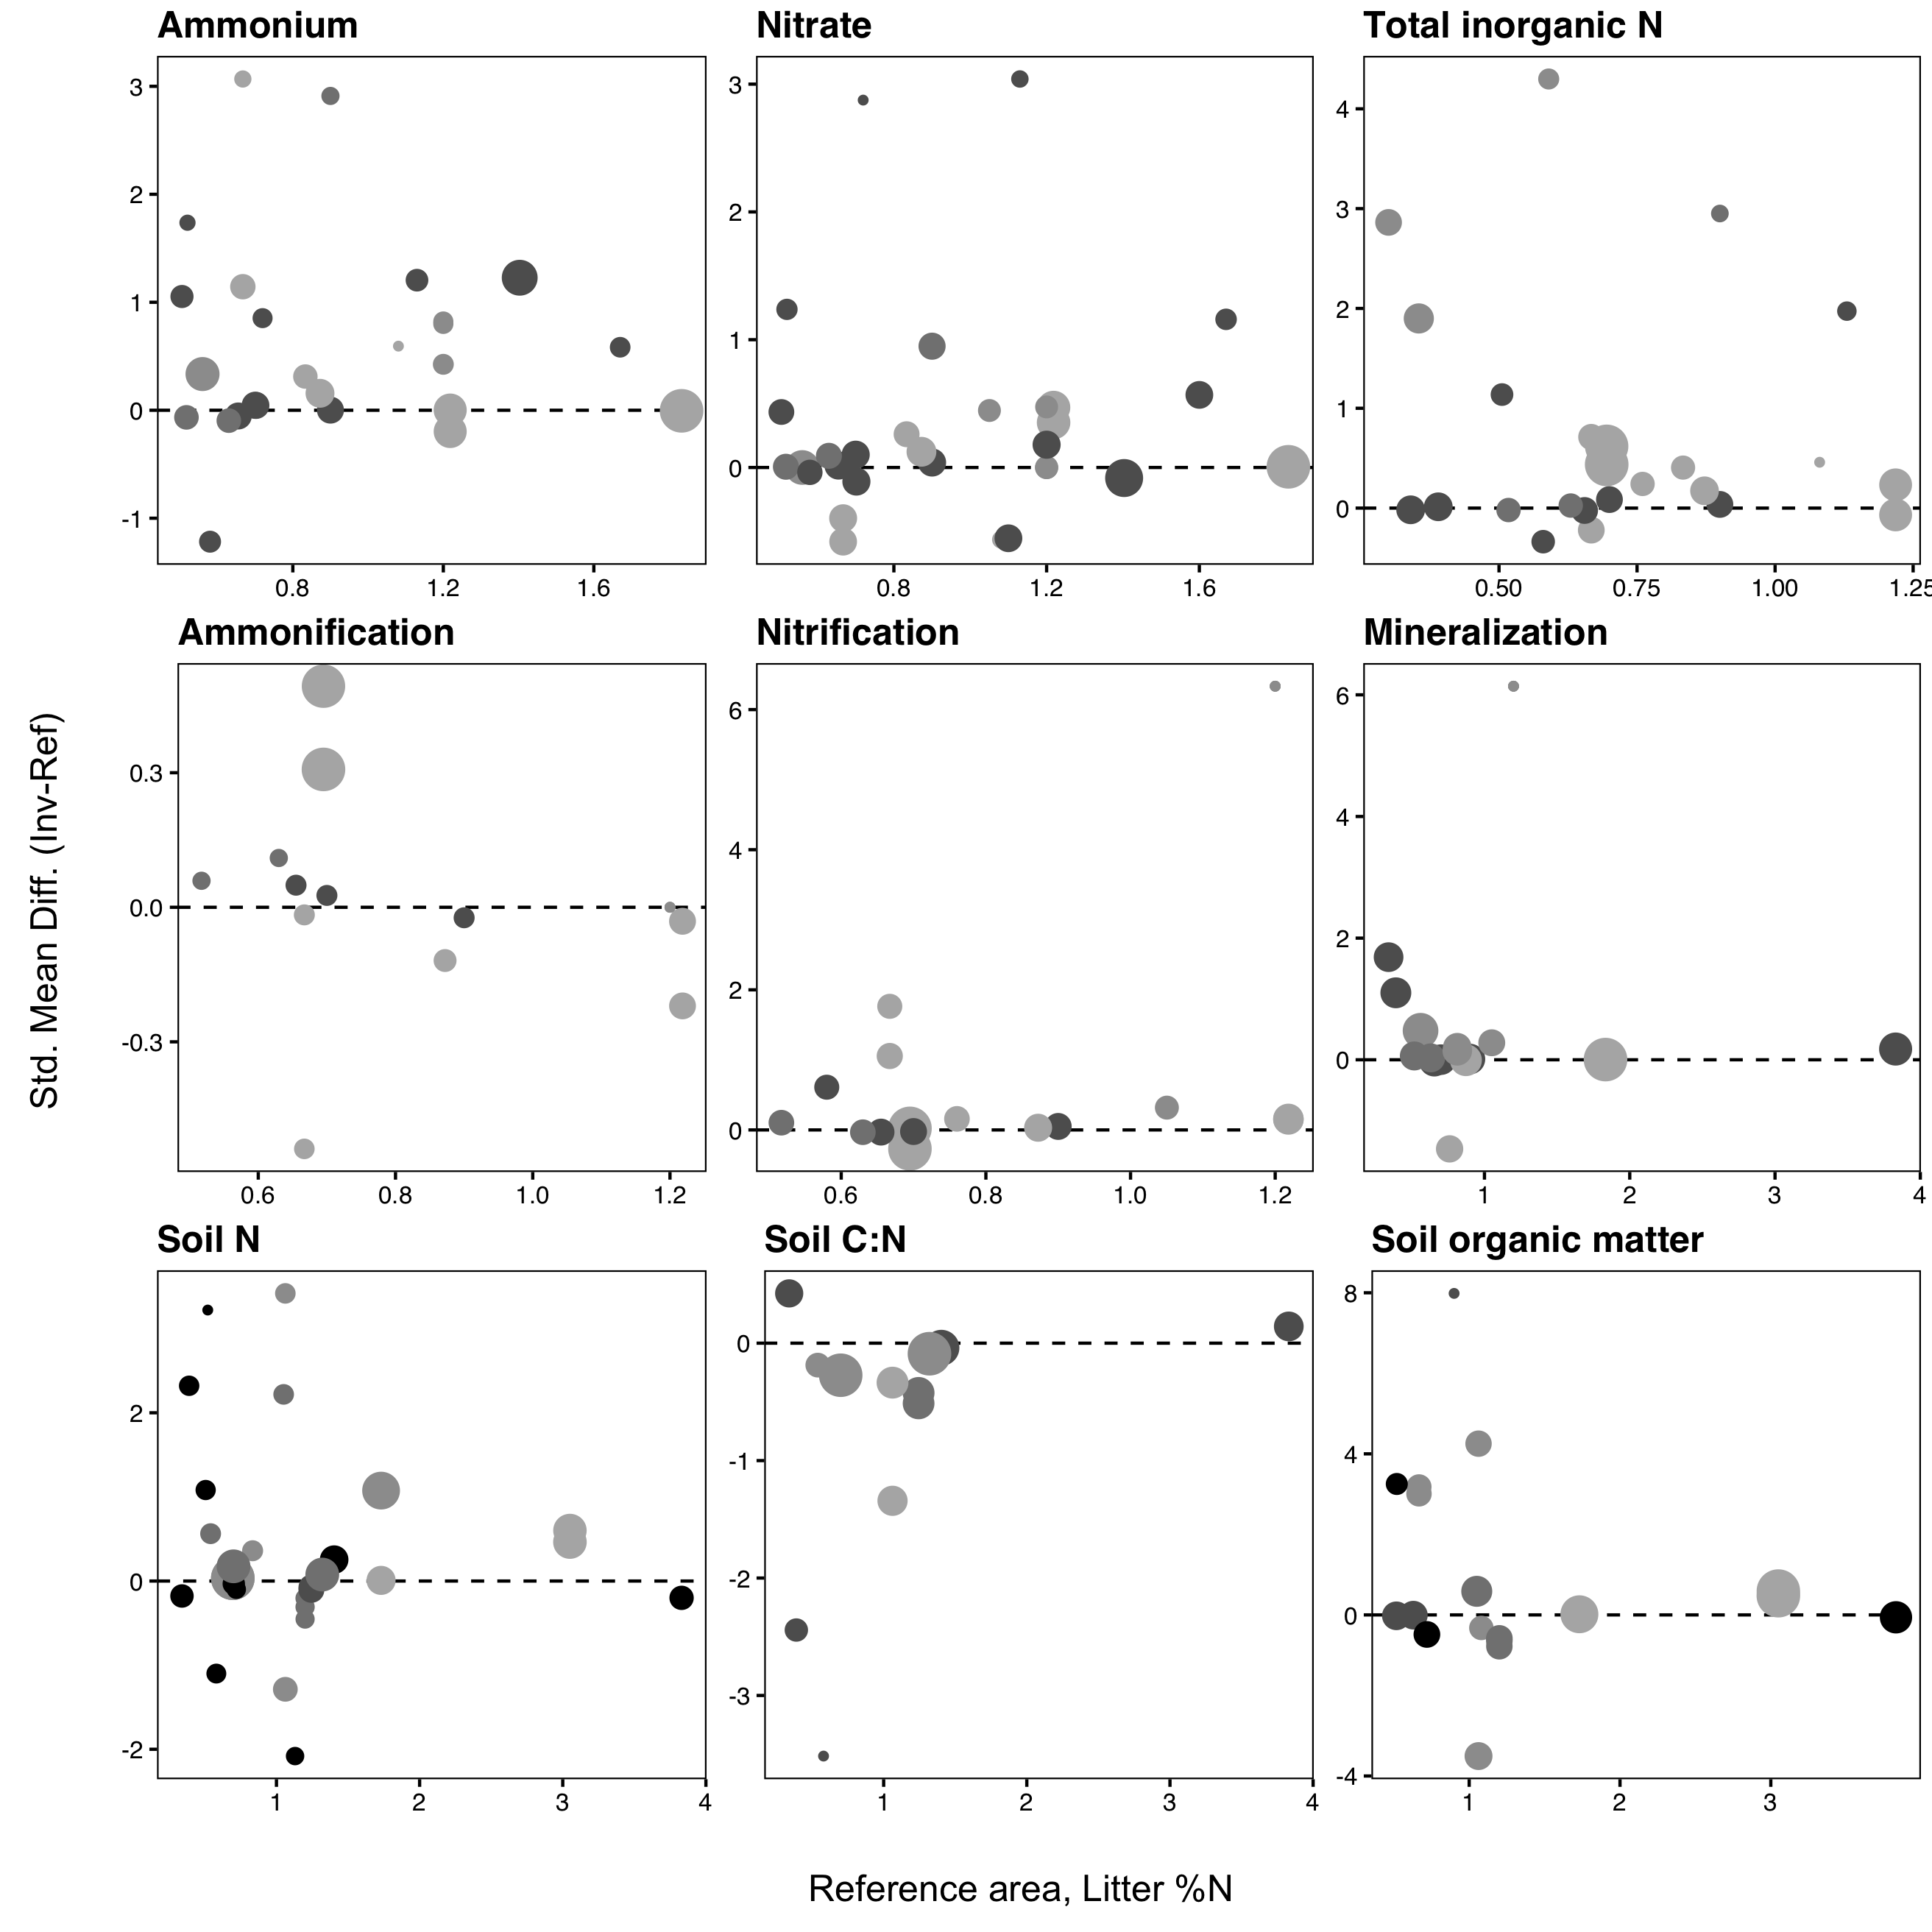 Ammonium
Nitrate
Total inorganic N
3
2
1
0
-1
0.8 1.2 1.6
3
2
1
0
0.8 1.2 1.6
4
3
2
1
0
0.50 0.75 1.00 1.25
Ammonification
Nitrification
Mineralization
0.3
0.0
-0.3
0.6 0.8 1.0 1.2
6
4
2
0
0.6 0.8 1.0 1.2
6
4
2
0
1 2 3 4
Soil N
Soil C:N
Soil organic matter
2
0
-2
1 2 3 4
0
-1
-2
-3
1 2 3 4
8
4
0
-4
1 2 3
Std. Mean Diff. (Inv-Ref)
Reference area, Litter %N